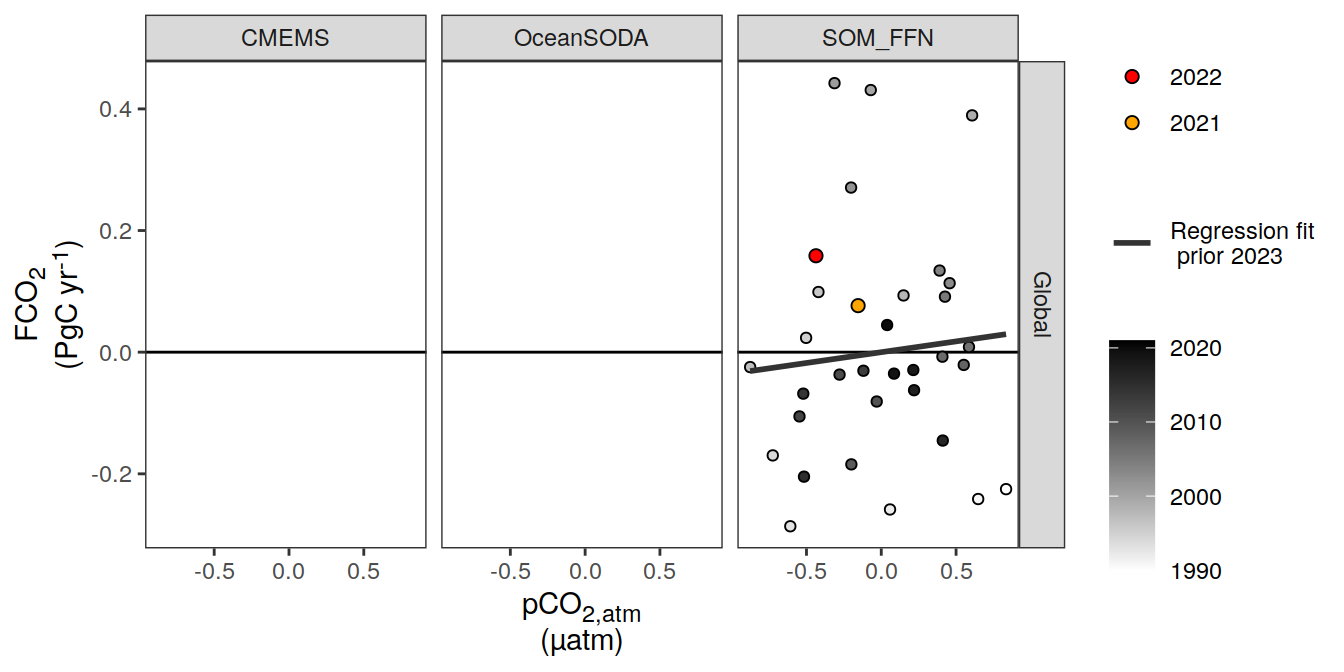 CMEMS
OceanSODA
SOM_FFN
Global
0.4
0.2
0.0
-0.2
FCO2
(PgC yr-1)
-0.5 0.0 0.5
-0.5 0.0 0.5
-0.5 0.0 0.5
pCO2,atm
(µatm)
2022
2021
Regression fit
prior 2023
2020
2010
2000
1990